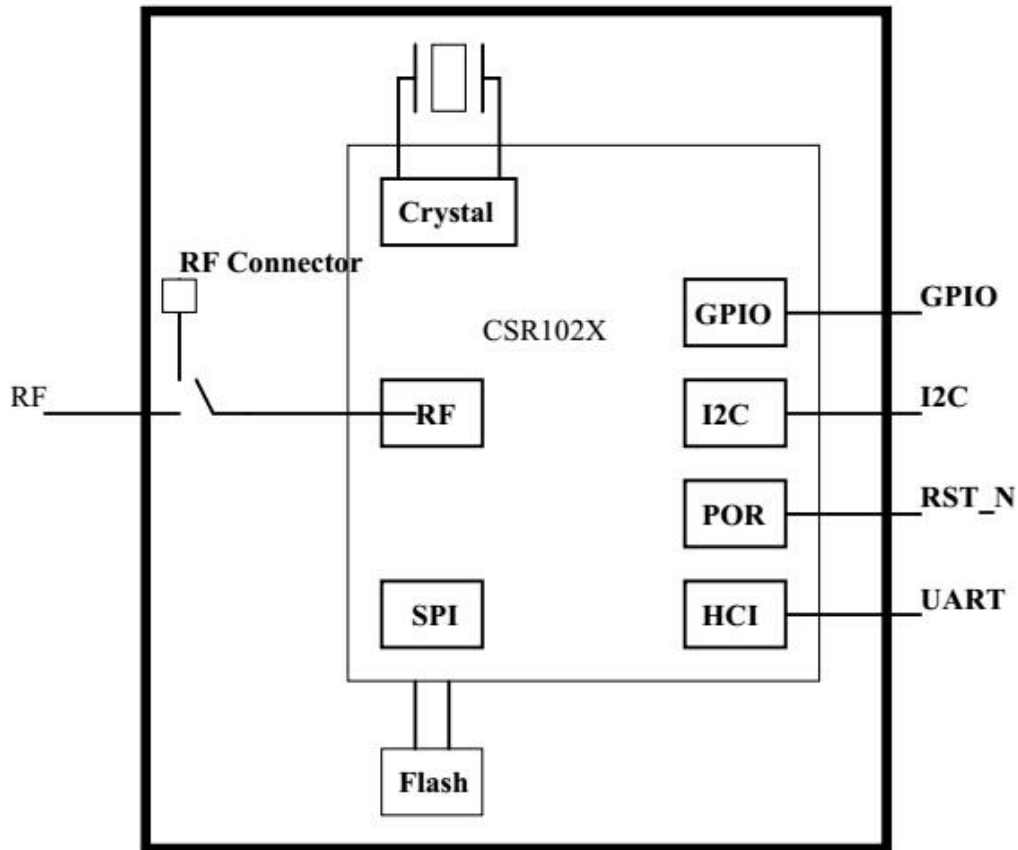 Crystal
RF Connector
GPIO
GPIO
CSR102X
RF
RF
I2C
I2C
POR
RST_N
SPI
HCI
UART
Flash